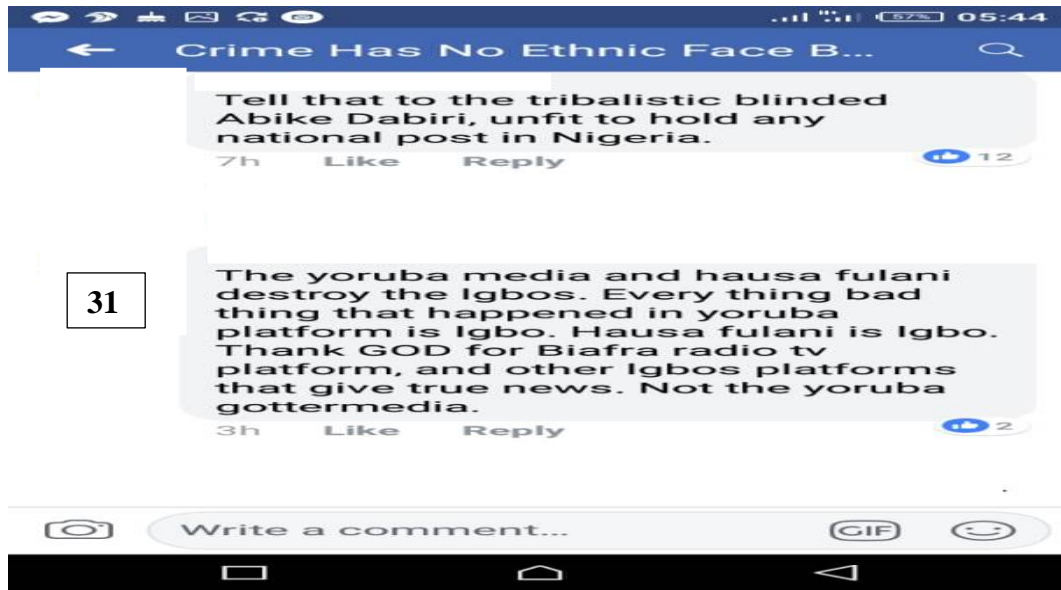 57% 05:44
Crime Has No Ethnic Face B...
Tell that to the tribalistic blinded
Abike Dabiri, unfit to hold any
national post in Nigeria.
7h Like Reply 12
31
The yoruba media and hausa fulani
destroy the Igbos. Every thing bad
thing that happened in yoruba
platform is Igbo. Hausa fulani is Igbo.
Thank GOD for Biafra radio tv
platform, and other Igbos platforms
that give true news. Not the yoruba
gottermedia.
3h Like Reply 2
Write a comment... GIF